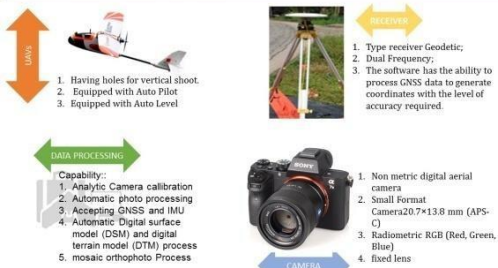 UAVs
1. Having holes for vertical shoot.
2. Equipped with Auto Pilot
3. Equipped with Auto Level
RECEIVER
1. Type receiver Geodetic;
2. Dual Frequency;
3. The software has the ability to
process GNSS data to generate
coordinates with the level of
accuracy required.
DATA PROCESSING
Capability::
1. Analytic Camera callibration
2. Automatic photo processing
3. Accepting GNSS and IMU
4. Automatic Digital surface
model (DSM) and digital
terrain model (DTM) process
5. mosaic orthophoto Process
SONY
CAMERA
1. Non metric digital aerial
camera
2. Small Format
Camera20.7×13.8 mm (APS-
C)
3. Radiometric RGB (Red, Green,
Blue)
4. fixed lens